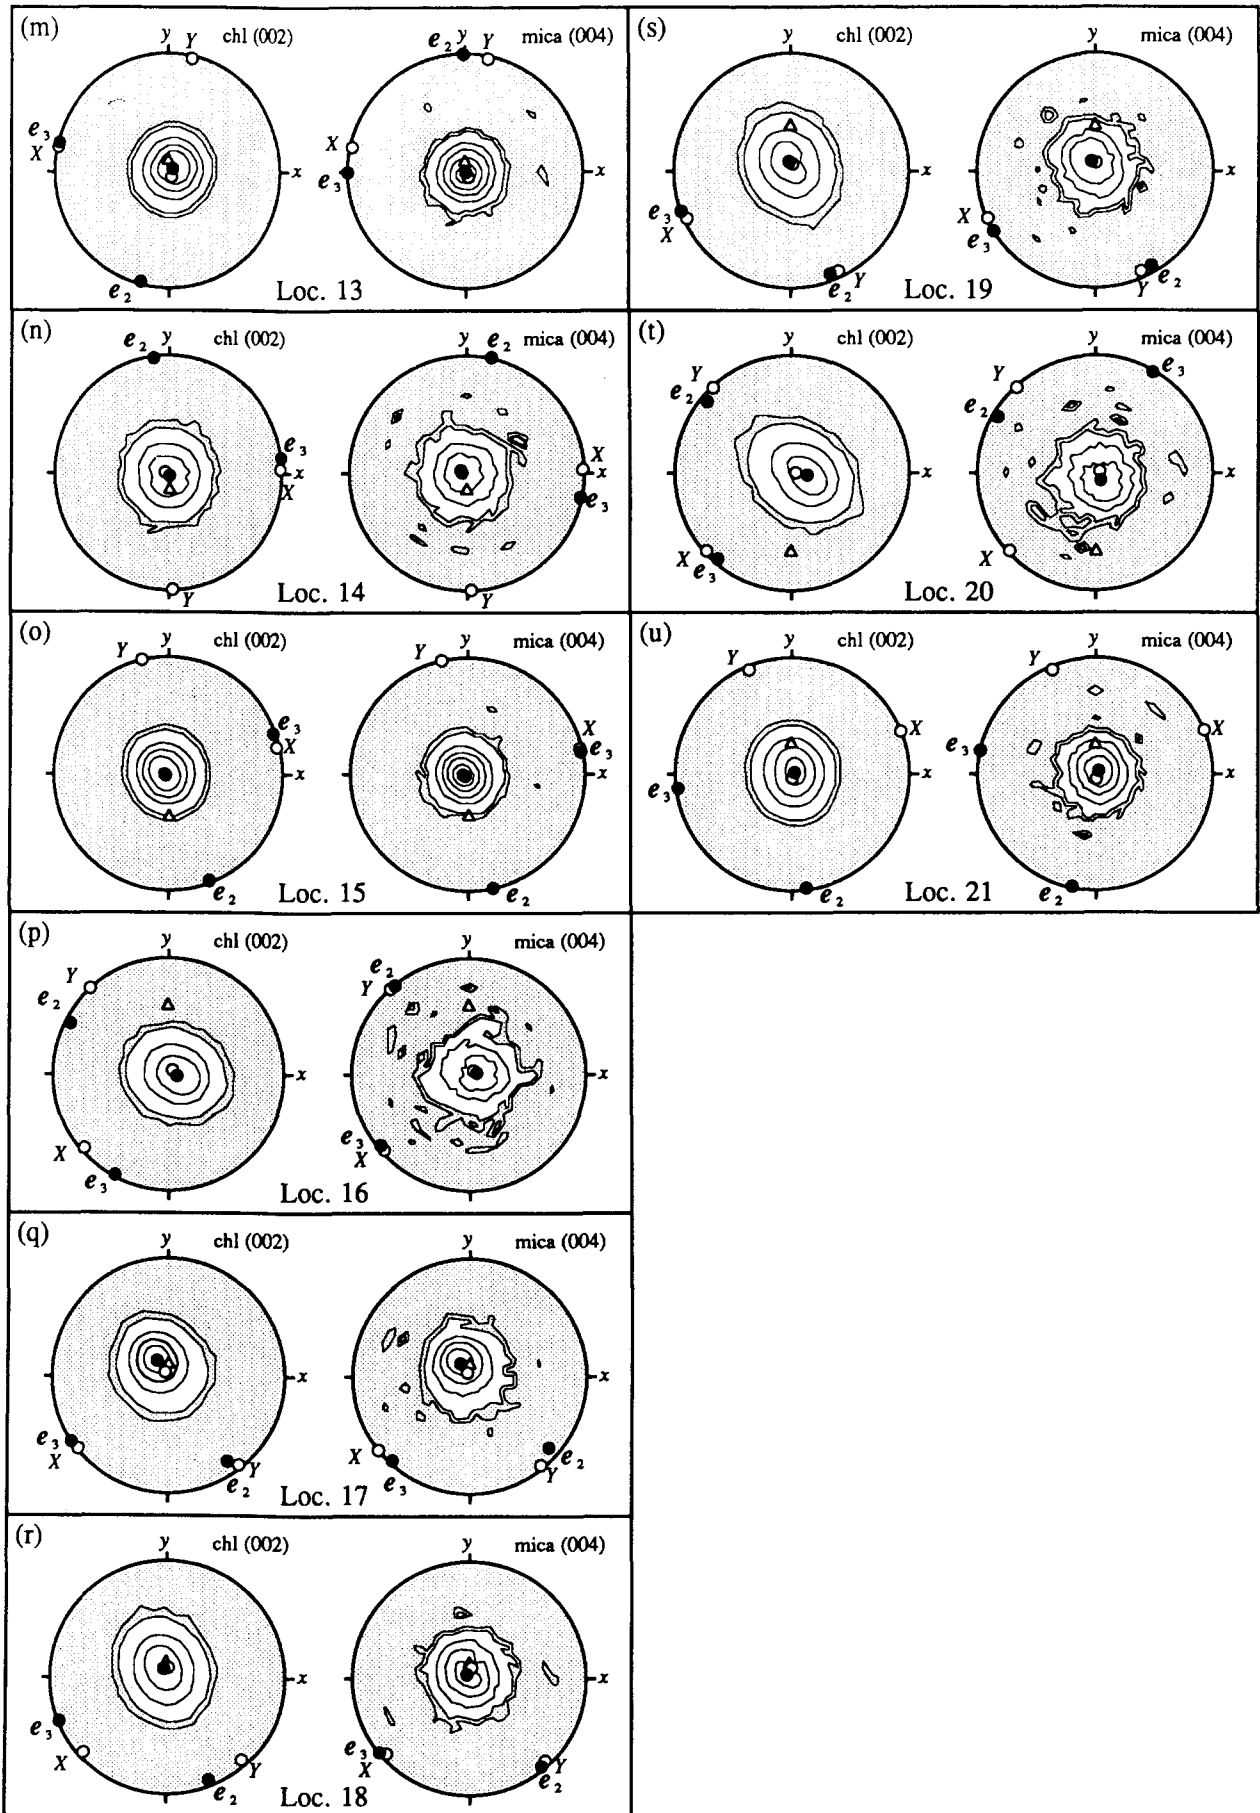 (m) y Y chl (002) e2 y Y mica (004)
e3 X x X e3 x
e2 Loc. 13
(n) e2 y chl (002) y e2 mica (004)
e3 x X X x e3
Y Loc. 14 Y
(o) Y y chl (002) Y y mica (004)
e3 X x X e3 x
e2 Loc. 15 e2
(p) y chl (002) y mica (004)
Y e2 x e2 Y x
X e3 e3 X
Loc. 16
(q) y chl (002) y mica (004)
x x
e3 X Y e2 X e3 e2 Y
Loc. 17
(r) y chl (002) y mica (004)
x x
e3 X Y e2 e3 X Y e2
Loc. 18
(s) y chl (002) y mica (004)
x x
e3 X e2 Y X e3 e2 Y
Loc. 19
(t) y chl (002) y mica (004)
Y e2 x Y e3 e2 x
X e3 X
Loc. 20
(u) Y y chl (002) Y y mica (004)
X e3 x e3 X x
e2 Loc. 21 e2